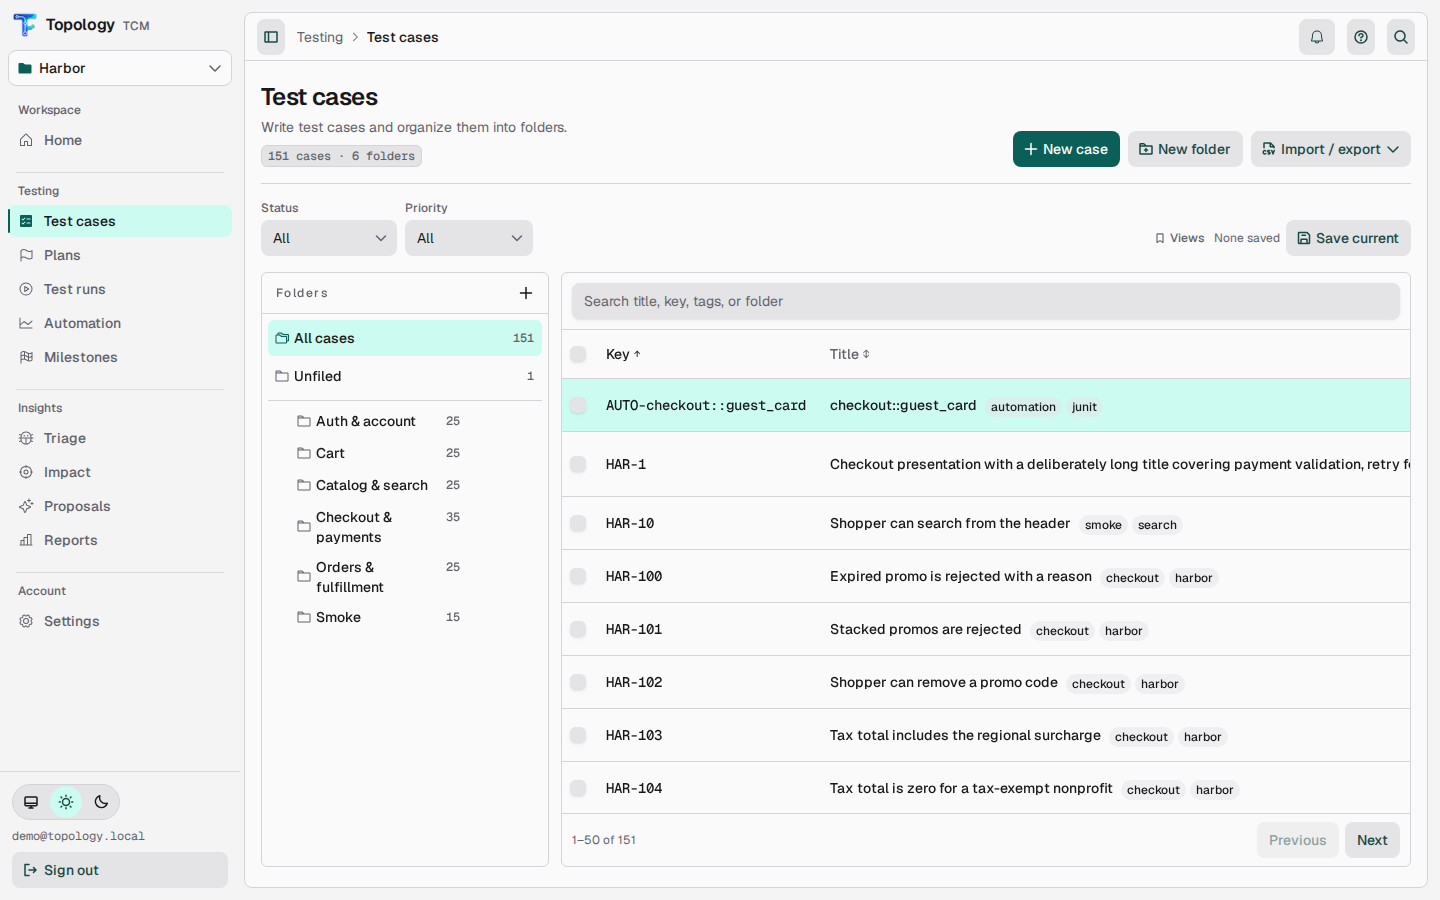 Topology TCM
Harbor
Workspace
Home
Testing
Test cases
Plans
Test runs
Automation
Milestones
Insights
Triage
Impact
Proposals
Reports
Account
Settings
demo@topology.local
Sign out
Testing > Test cases
Test cases
Write test cases and organize them into folders.
151 cases · 6 folders
New case
New folder
Import / export
Status
All
Priority
All
Views None saved
Save current
Folders
All cases 151
Unfiled 1
Auth & account 25
Cart 25
Catalog & search 25
Checkout & payments 35
Orders & fulfillment 25
Smoke 15
Search title, key, tags, or folder
Key Title
AUTO-checkout::guest_card checkout::guest_card automation junit
HAR-1 Checkout presentation with a deliberately long title covering payment validation, retry
HAR-10 Shopper can search from the header smoke search
HAR-100 Expired promo is rejected with a reason checkout harbor
HAR-101 Stacked promos are rejected checkout harbor
HAR-102 Shopper can remove a promo code checkout harbor
HAR-103 Tax total includes the regional surcharge checkout harbor
HAR-104 Tax total is zero for a tax-exempt nonprofit checkout harbor
1–50 of 151
Previous
Next